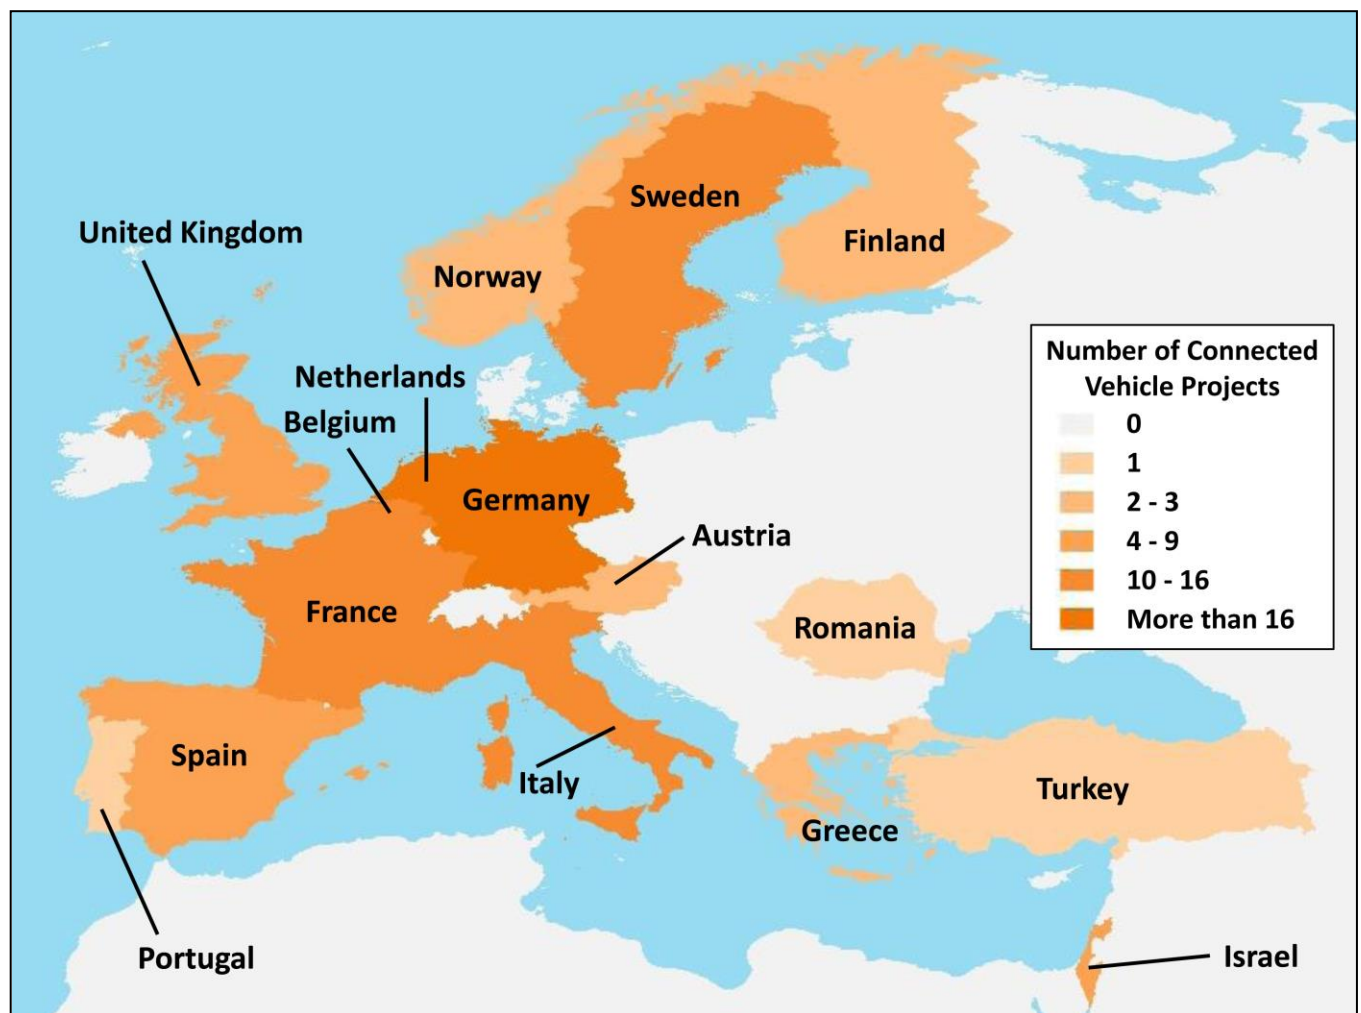 Sweden
United Kingdom
Finland
Norway
Number of Connected
Vehicle Projects
0
1
2 - 3
4 - 9
10 - 16
More than 16
Netherlands
Belgium
Germany
Austria
France
Romania
Spain
Italy
Turkey
Greece
Portugal
Israel